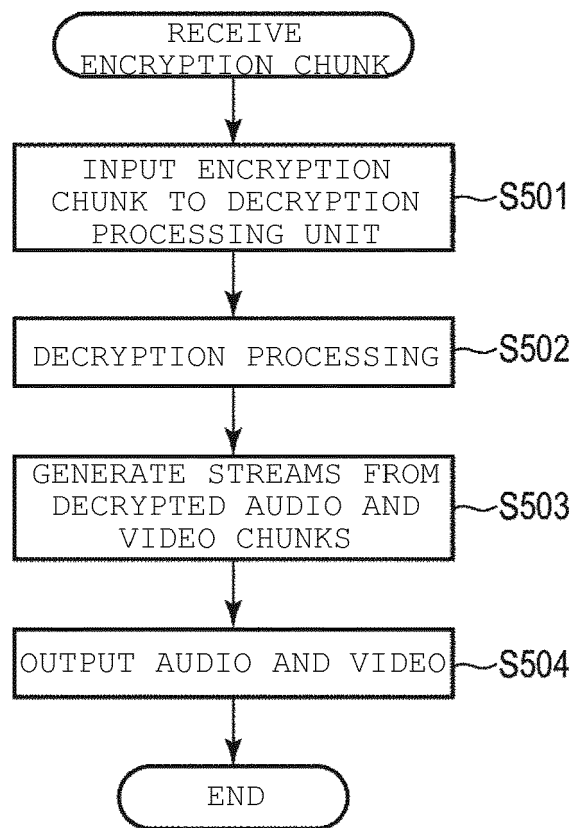 RECEIVE
ENCRYPTION CHUNK
INPUT ENCRYPTION
CHUNK TO DECRYPTION
PROCESSING UNIT
S501
DECRYPTION PROCESSING
S502
GENERATE STREAMS FROM
DECRYPTED AUDIO AND
VIDEO CHUNKS
S503
OUTPUT AUDIO AND VIDEO
S504
END